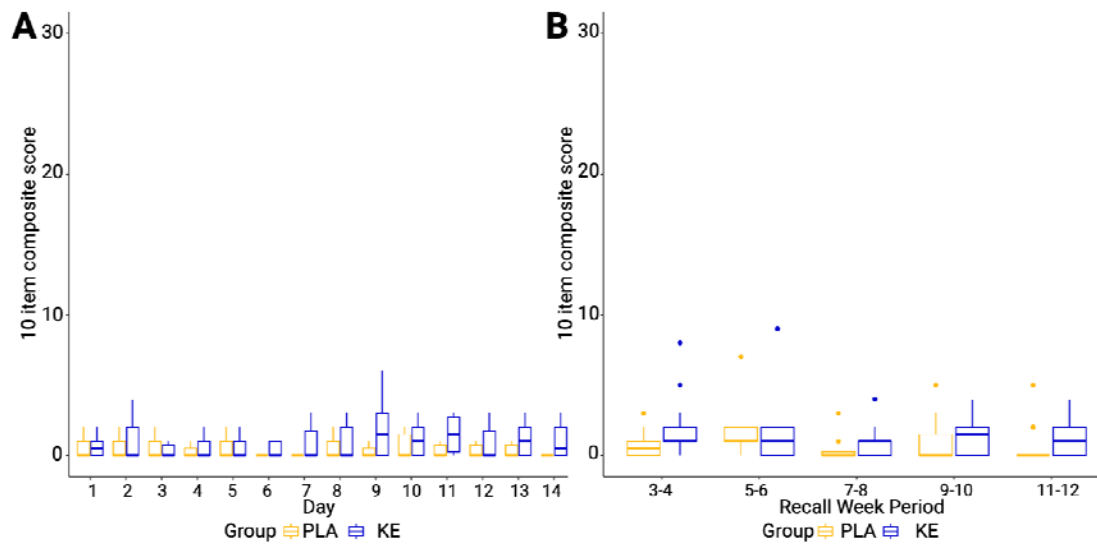 A
10 item composite score
30
20
10
0
1 2 3 4 5 6 7 8 9 10 11 12 13 14
Day
Group PLA KE
B
10 item composite score
30
20
10
0
3-4 5-6 7-8 9-10 11-12
Recall Week Period
Group PLA KE